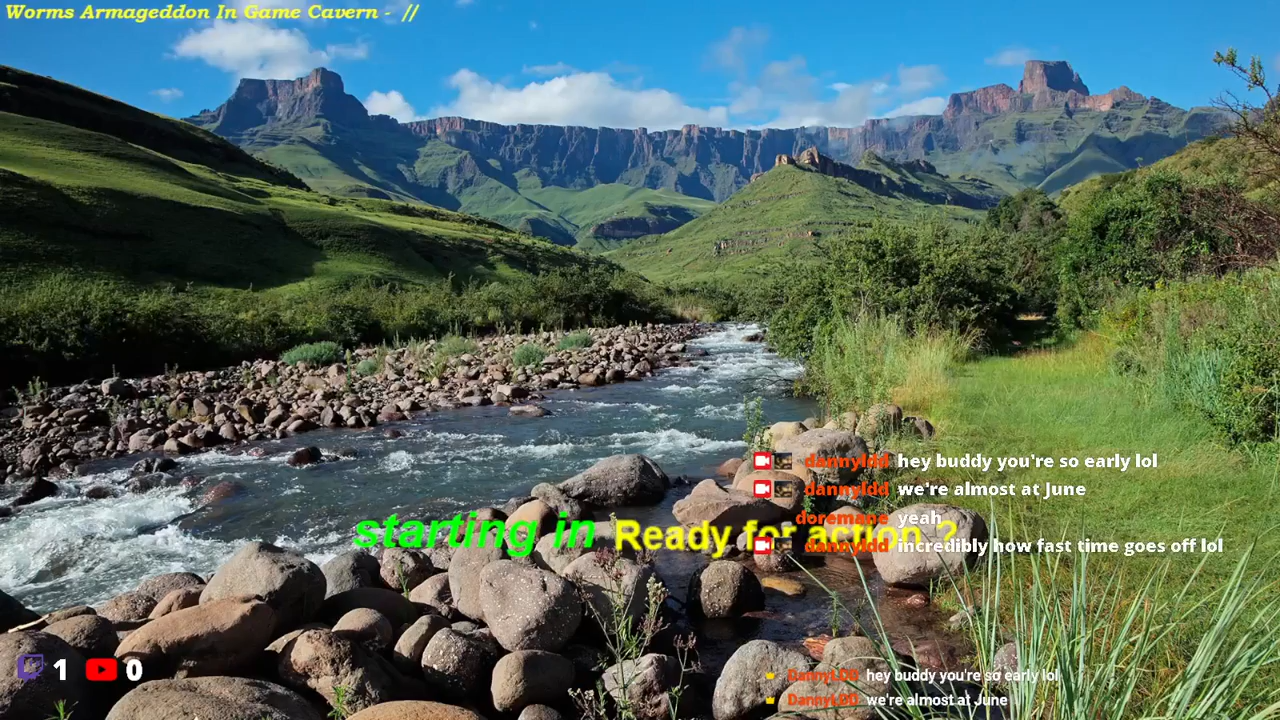 Worms Armageddon In Game Cavern - //
dannyldd hey buddy you're so early lol
dannyldd we're almost at June
doremane yeah
starting in Ready for action ?
dannyldd incredibly how fast time goes off lol
1 0
DannyLDD hey buddy you're so early lol
DannyLDD we're almost at June